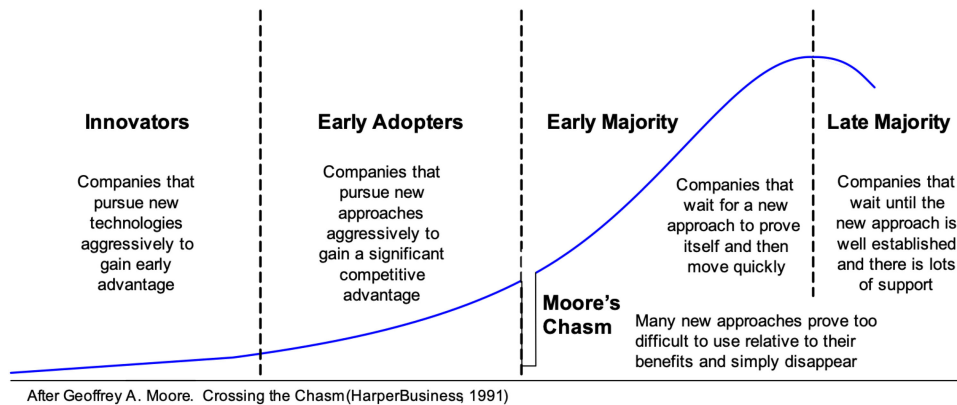 Innovators
Companies that
pursue new
technologies
aggressively to
gain early
advantage
Early Adopters
Companies that
pursue new
approaches
aggressively to
gain a significant
competitive
advantage
Early Majority
Companies that
wait for a new
approach to prove
itself and then
move quickly
Late Majority
Companies that
wait until the
new approach is
well established
and there is lots
of support
Moore's
Chasm
Many new approaches prove too
difficult to use relative to their
benefits and simply disappear
After Geoffrey A. Moore. Crossing the Chasm (HarperBusiness, 1991)